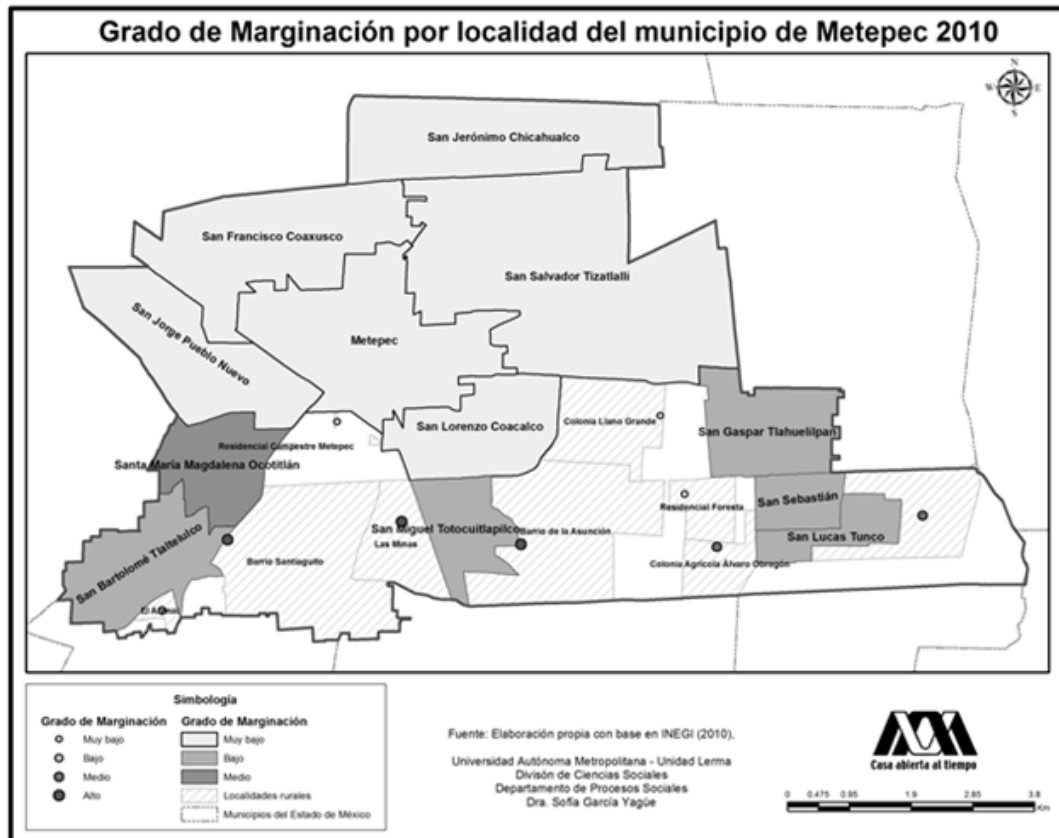 Grado de Marginación por localidad del municipio de Metepec 2010
N
W
E
S
San Jerónimo Chicahualco
San Francisco Coaxusco
San Salvador Tizatlalli
San Jorge Pueblo Nuevo
Metepec
Colonia Llano Grande
San Lorenzo Coacalco
San Gaspar Tlahuelilpan
Residencial Campestre Metepec
Santa María Magdalena Ocotitlán
San Sebastián
Residencial Foresta
San Miguel Totocuitlapilco
Barrio de la Asunción
San Lucas Tunco
Las Minas
San Bartolomé Tlaltelulco
Barrio Santiaguito
Colonia Agrícola Álvaro Obregón
El
Simbología
Grado de Marginación
Muy bajo
Bajo
Medio
Alto
Grado de Marginación
Muy bajo
Bajo
Medio
Localidades rurales
Municipios del Estado de México
Fuente: Elaboración propia con base en INEGI (2010),
Universidad Autónoma Metropolitana - Unidad Lerma
Divisón de Ciencias Sociales
Departamento de Procesos Sociales
Dra. Sofía García Yagüe
Casa abierta al tiempo
0 0.475 0.95 1.9 2.85 3.8
Km